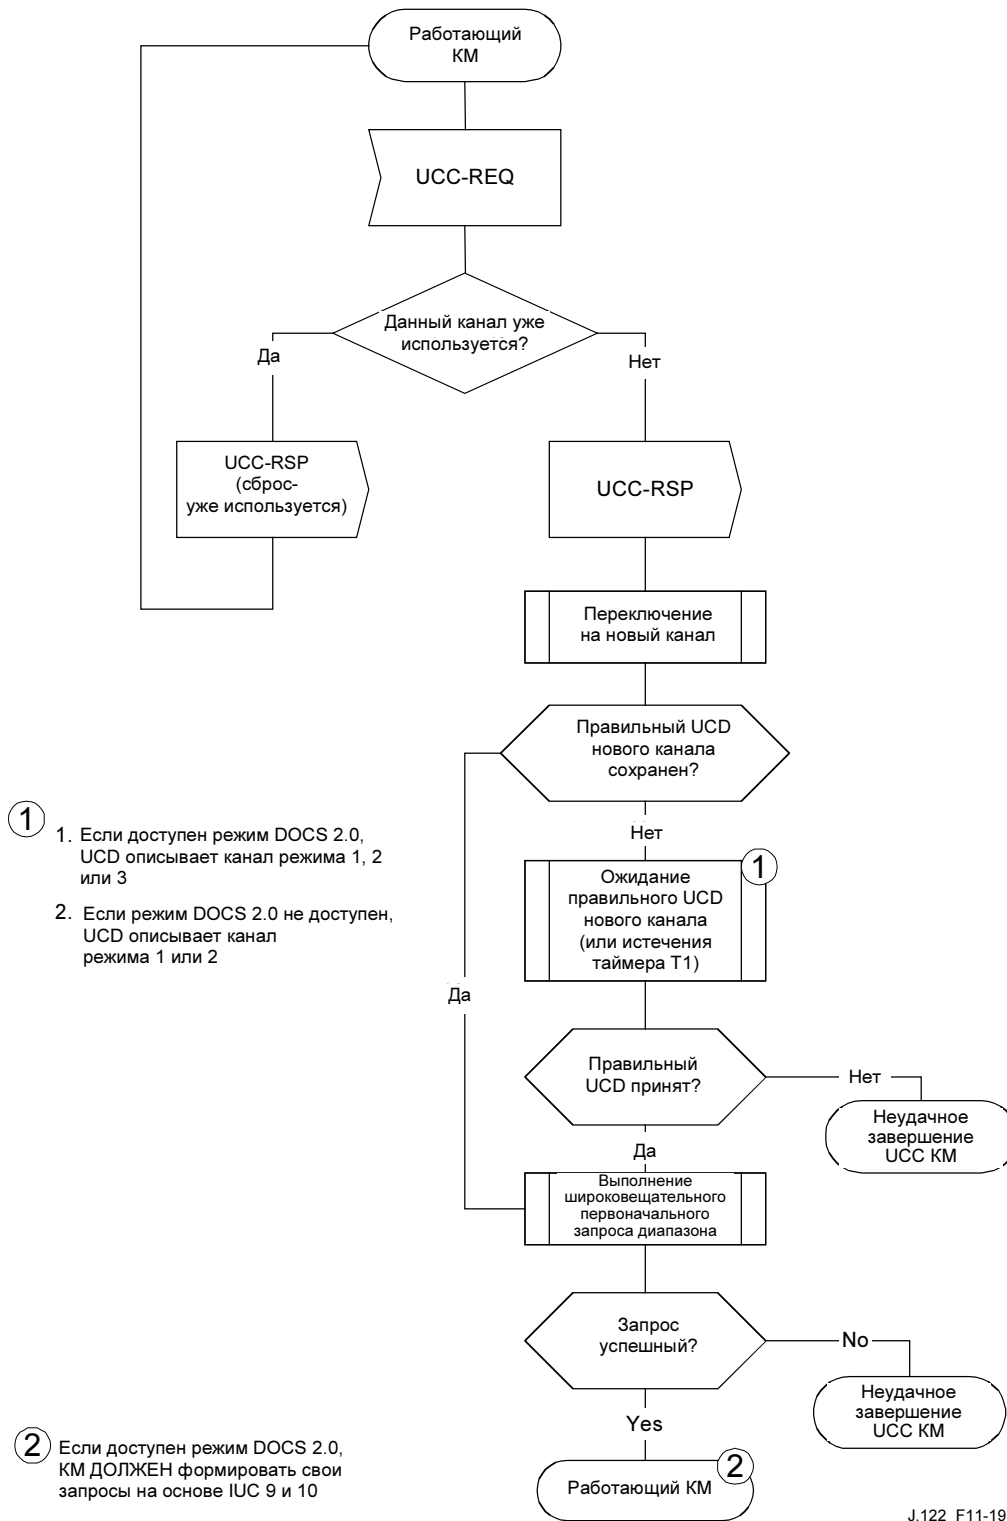 Работающий
КМ
UCC-REQ
Данный канал уже
используется?
Да
Нет
UCC-RSP
(сброс-
уже используется)
UCC-RSP
Переключение
на новый канал
Правильный UCD
нового канала
сохранен?
Нет
1
1. Если доступен режим DOCS 2.0,
UCD описывает канал режима 1, 2
или 3
2. Если режим DOCS 2.0 не доступен,
UCD описывает канал
режима 1 или 2
Ожидание
правильного UCD
нового канала
(или истечения
таймера Т1)
1
Да
Правильный
UCD принят?
Нет
Неудачное
завершение
UCC КМ
Да
Выполнение
широковещательного
первоначального
запроса диапазона
Запрос
успешный?
No
Неудачное
завершение
UCC КМ
Yes
2
Если доступен режим DOCS 2.0,
КМ ДОЛЖЕН формировать свои
запросы на основе IUC 9 и 10
Работающий КМ
2
J.122_F11-19